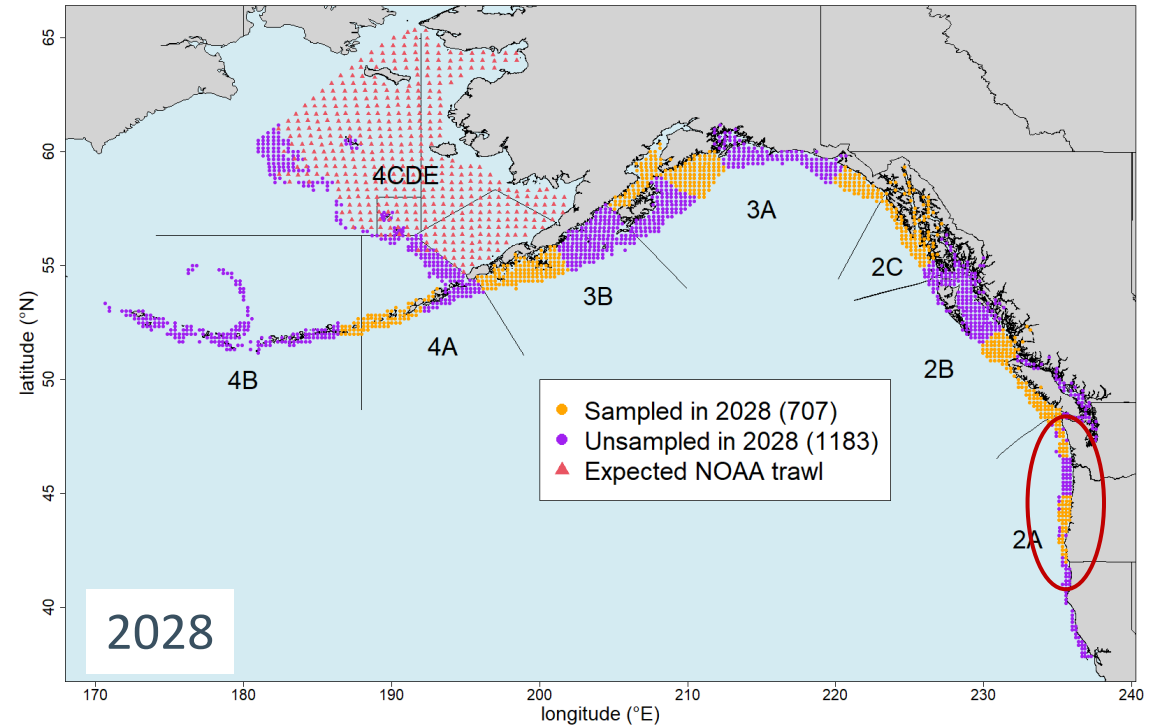 65
60
55
50
45
40
latitude (°N)
4CDE
3A
2C
3B
4A
4B
2B
2A
Sampled in 2028 (707)
Unsampled in 2028 (1183)
Expected NOAA trawl
2028
170
180
190
200
210
220
230
240
longitude (°E)